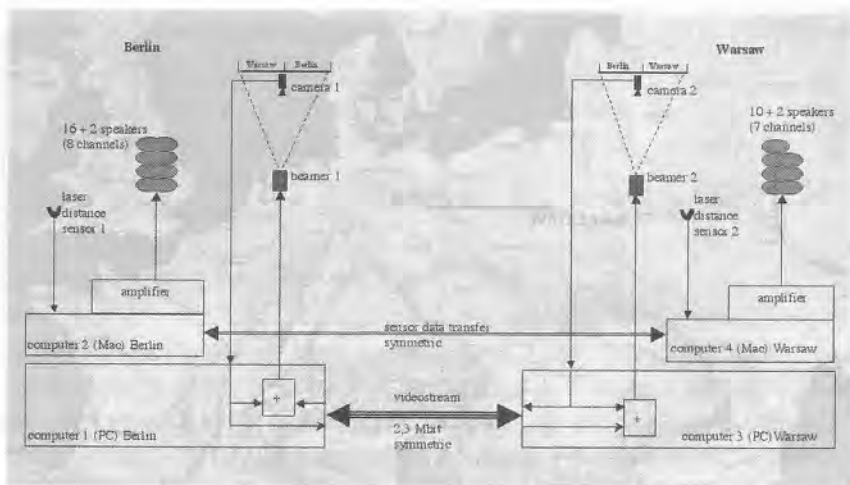 Berlin
Warsaw
Warsaw Berlin
camera 1
Berlin Warsaw
camera 2
16 + 2 speakers
(8 channels)
10 + 2 speakers
(7 channels)
beamer 1
beamer 2
laser
distance
sensor 1
laser
distance
sensor 2
amplifier
amplifier
sensor data transfer
symmetric
computer 2 (Mac) Berlin
computer 4 (Mac) Warsaw
videostream
2,3 Mbit
symmetric
+
+
computer 1 (PC) Berlin
computer 3 (PC) Warsaw